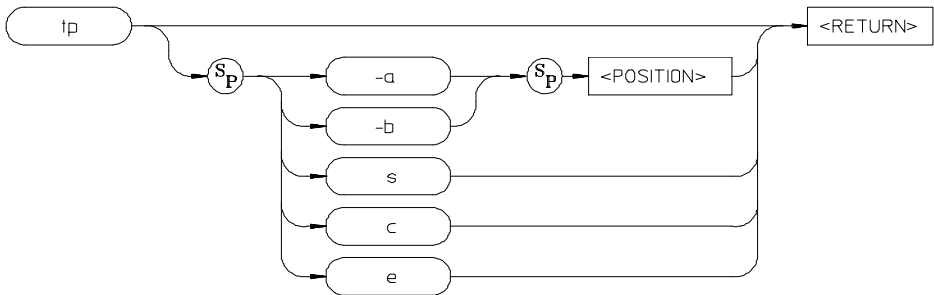 tp
<RETURN>
SP
-a
SP
<POSITION>
-b
s
c
e